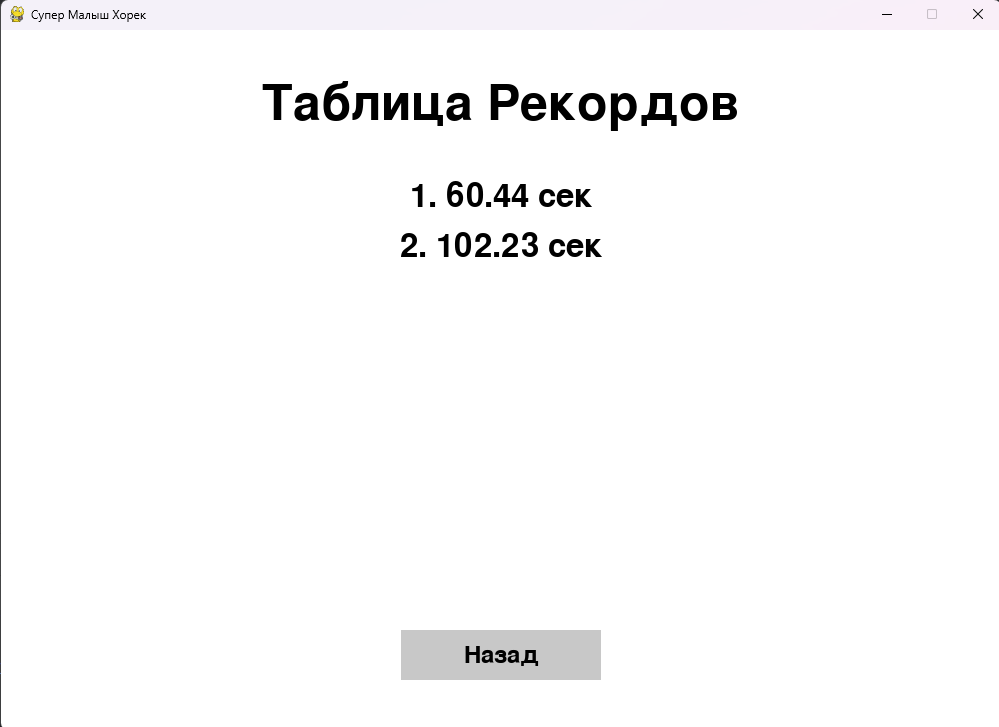 Супер Малыш Хорек
Таблица Рекордов
1. 60.44 сек
2. 102.23 сек
Назад